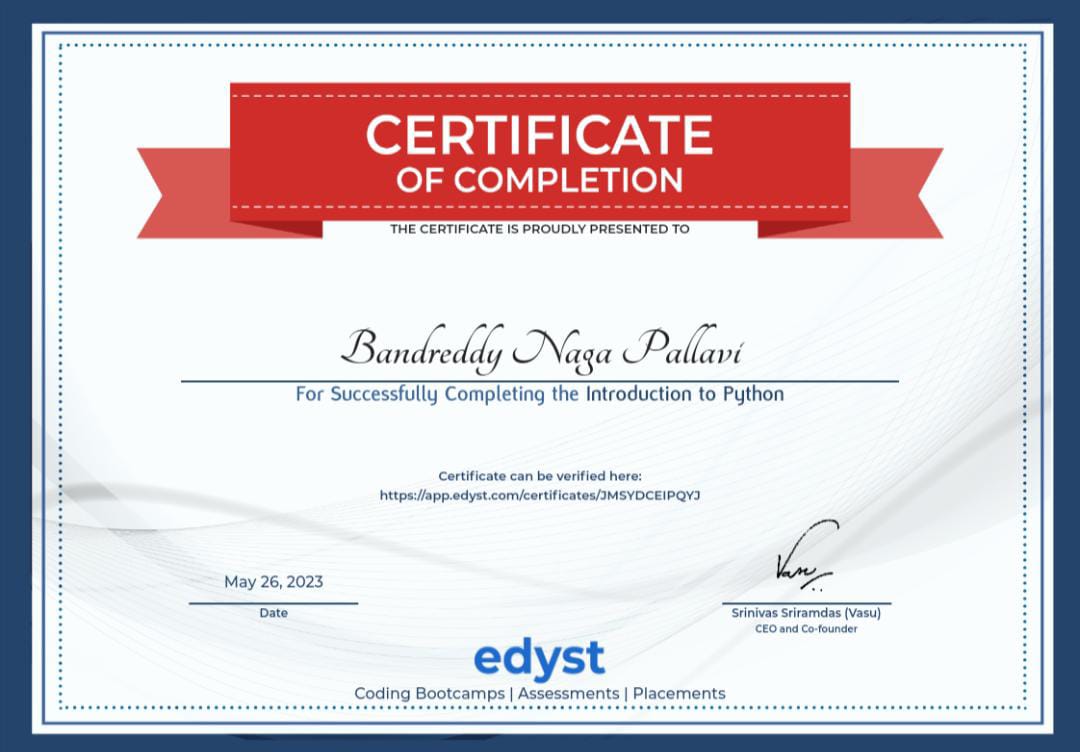 CERTIFICATE
OF COMPLETION
THE CERTIFICATE IS PROUDLY PRESENTED TO
Bandreddy Naga Pallavi
For Successfully Completing the Introduction to Python
Certificate can be verified here:
https://app.edyst.com/certificates/JMSYDCEIPQYJ
May 26, 2023
Date
Vasu
Srinivas Sriramdas (Vasu)
CEO and Co-founder
edyst
Coding Bootcamps | Assessments | Placements